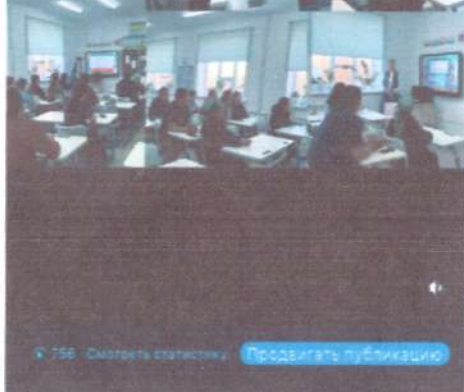 756 Смотреть статистику Продвигать публикацию